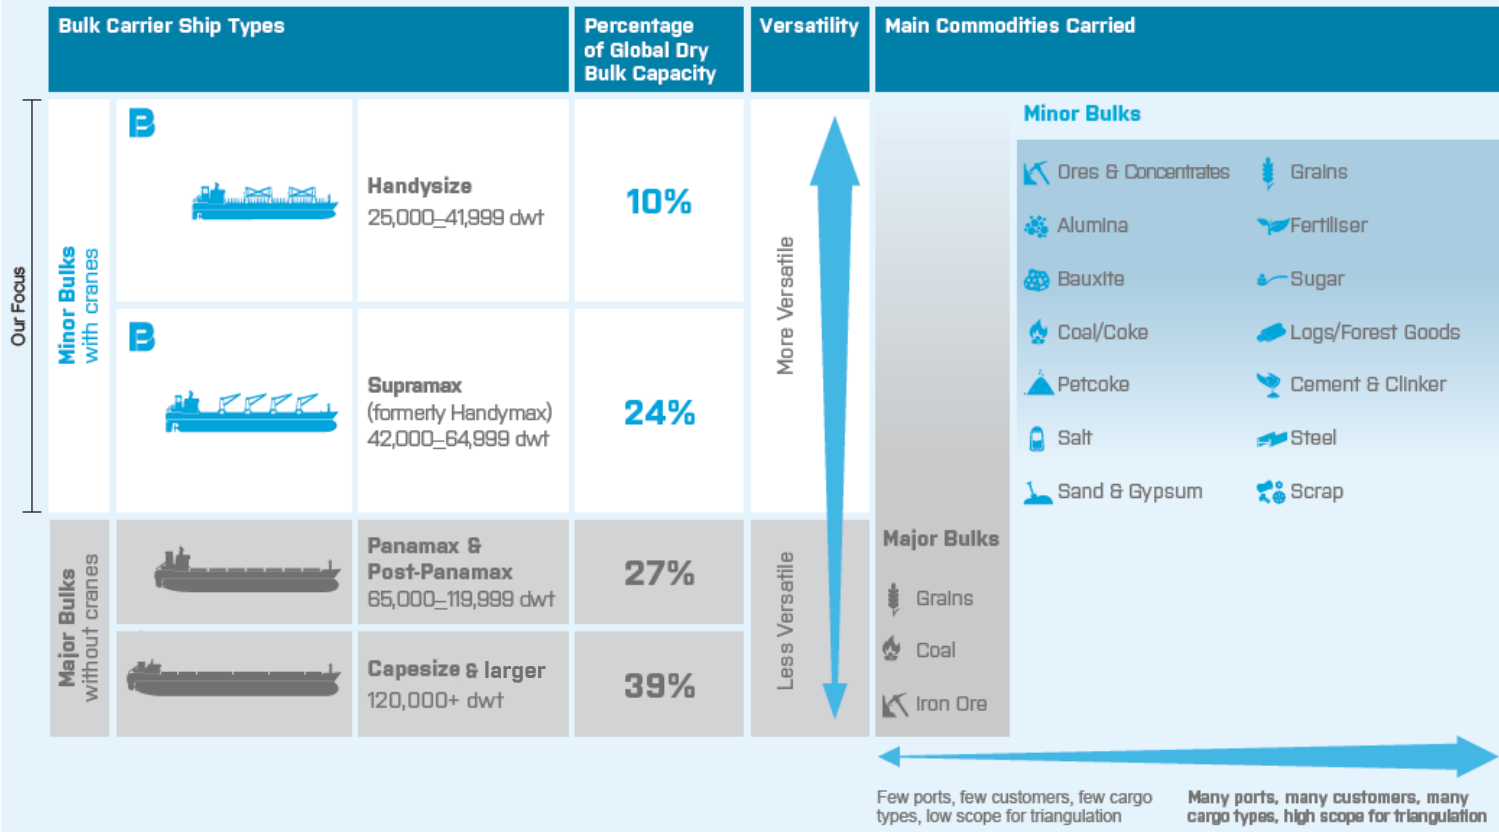 Bulk Carrier Ship Types
Percentage
of Global Dry
Bulk Capacity
Versatility
Main Commodities Carried
Our Focus
Minor Bulks
with cranes
B
Handysize
25,000–41,999 dwt
10%
B
Supramax
(formerly Handymax)
42,000–64,999 dwt
24%
Major Bulks
without cranes
Panamax &
Post-Panamax
65,000–119,999 dwt
27%
Capesize & larger
120,000+ dwt
39%
More Versatile
Less Versatile
Minor Bulks
Ores & Concentrates
Grains
Alumina
Fertiliser
Bauxite
Sugar
Coal/Coke
Logs/Forest Goods
Petcoke
Cement & Clinker
Salt
Steel
Sand & Gypsum
Scrap
Major Bulks
Grains
Coal
Iron Ore
Few ports, few customers, few cargo
types, low scope for triangulation
Many ports, many customers, many
cargo types, high scope for triangulation